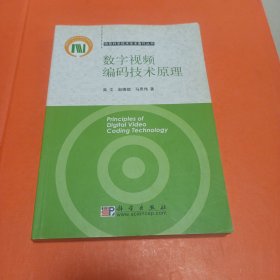 数字视频
编码技术原理
高文 赵德斌 马思伟 著
Principles of
Digital Video
Coding Technology
科学出版社